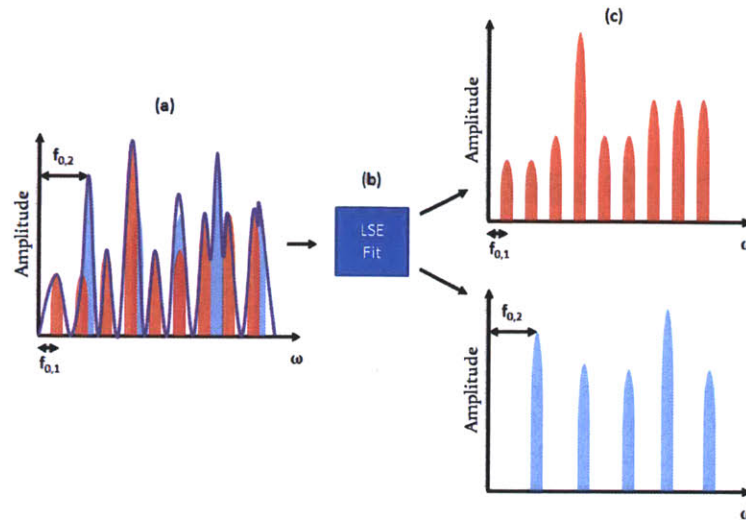 (c)
Amplitude
f0,1
(a)
f0,2
Amplitude
f0,1
ω
(b)
LSE
Fit
f0,2
Amplitude